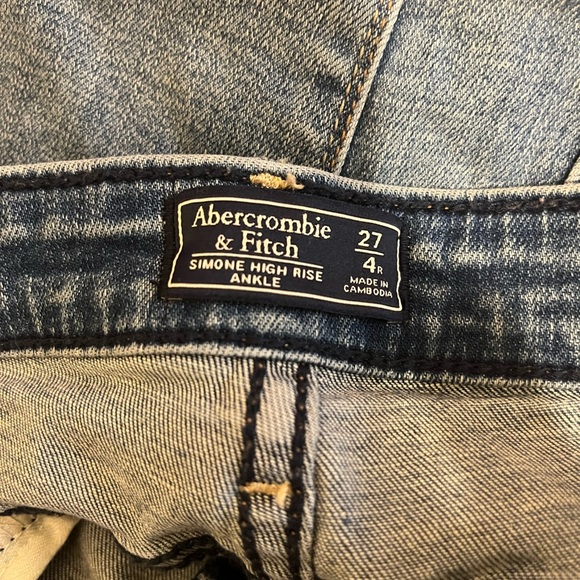 Abercrombie
& Fitch
SIMONE HIGH RISE
ANKLE
27
4R
MADE IN
CAMBODIA